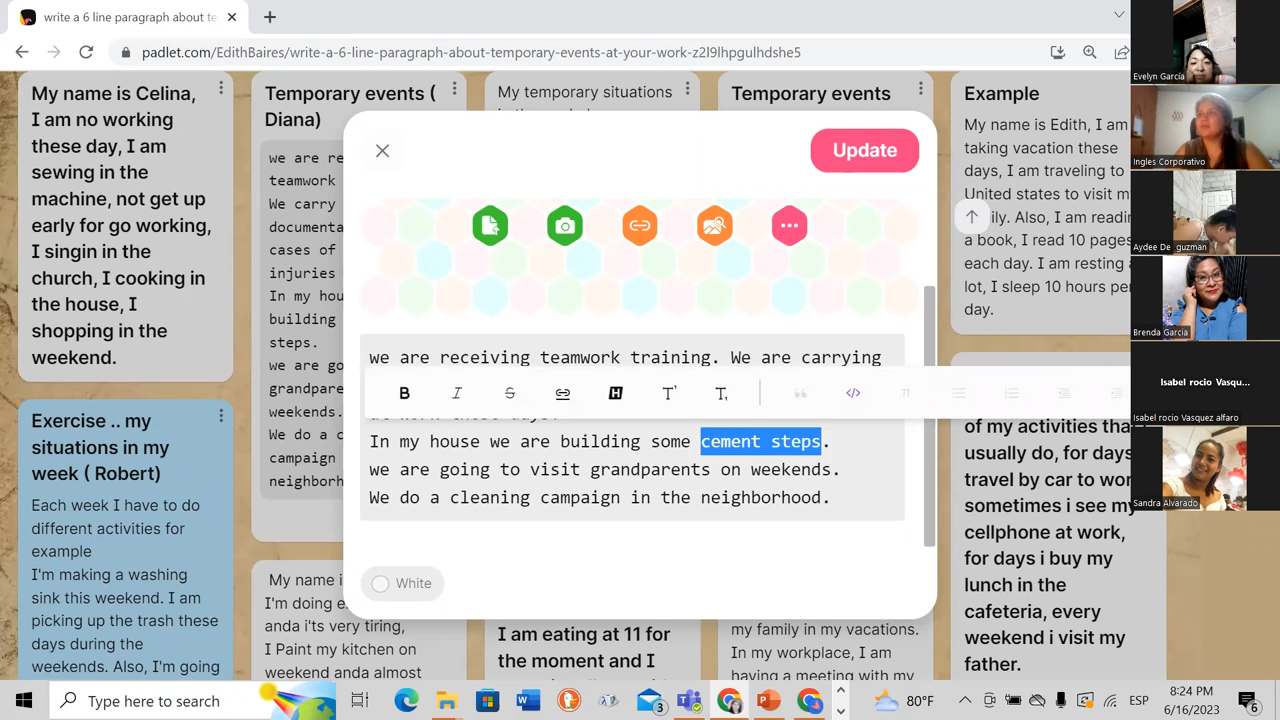 write a 6 line paragraph about te
padlet.com/EdithBaires/write-a-6-line-paragraph-about-temporary-events-at-your-work-z2l9lhpgulhdshe5
My name is Celina,
I am no working
these day, I am
sewing in the
machine, not get up
early for go working,
I singin in the
church, I cooking in
the house, I
shopping in the
weekend.
Exercise .. my
situations in my
week ( Robert)
Each week I have to do
different activities for
example
I'm making a washing
sink this weekend. I am
picking up the trash these
days during the
weekends. Also, I'm going
Temporary events (
Diana)
we are re
teamwork
We carry
documenta
cases of
injuries
In my hou
building
steps.
we are go
grandpare
weekends.
We do a c
campaign
neighborh
My name i
I'm doing e
anda i'ts very tiring,
I Paint my kitchen on
weekend anda almost
My temporary situations
I am eating at 11 for
the moment and I
Temporary events
my family in my vacations.
In my workplace, I am
having a meeting with my
Example
My name is Edith, I am
taking vacation these
days, I am traveling to
United states to visit m
ily. Also, I am readi
a book, I read 10 pages
each day. I am resting a
lot, I sleep 10 hours per
day.
of my activities tha
usually do, for days
travel by car to wor
sometimes i see my
cellphone at work,
for days i buy my
lunch in the
cafeteria, every
weekend i visit my
father.
Update
we are receiving teamwork training. We are carrying
B I S H T T
In my house we are building some cement steps.
we are going to visit grandparents on weekends.
We do a cleaning campaign in the neighborhood.
White
Evelyn García
Ingles Corporativo
Aydee De guzman
Brenda Garcia
Isabel rocio Vasqu...
Isabel rocio Vasquez alfaro
Sandra Alvarado
Type here to search
3
80°F
ESP
8:24 PM
6/16/2023
6